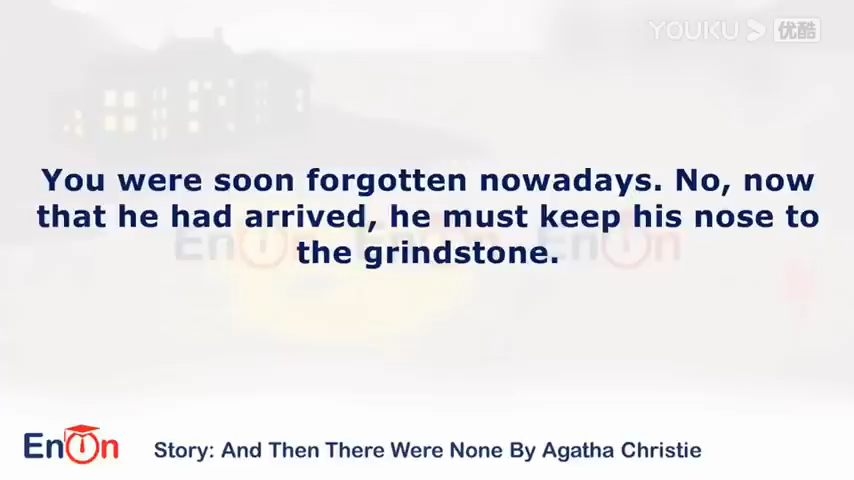 YOUKU 优酷
You were soon forgotten nowadays. No, now
that he had arrived, he must keep his nose to
the grindstone.
EnOn
Story: And Then There Were None By Agatha Christie